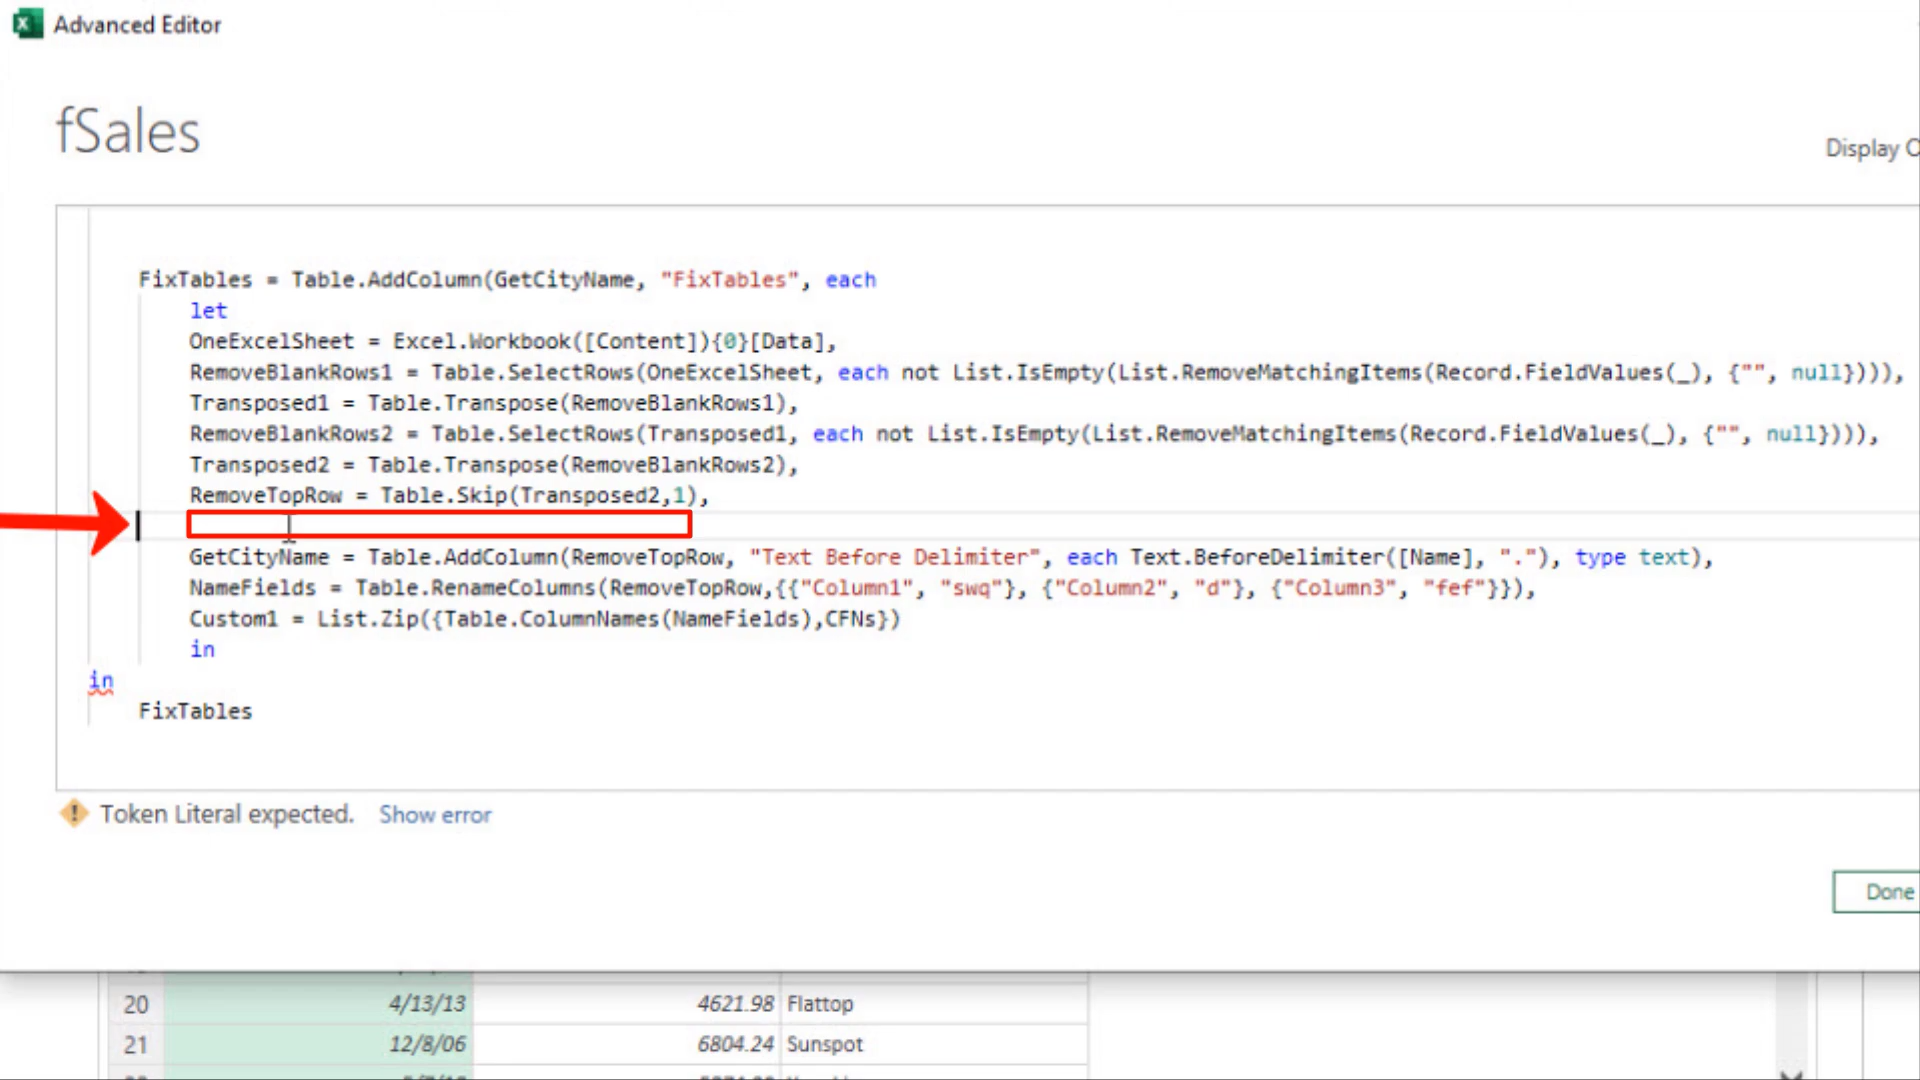 Advanced Editor
fSales
Display O
FixTables = Table.AddColumn(GetCityName, "FixTables", each
let
OneExcelSheet = Excel.Workbook([Content]){0}[Data],
RemoveBlankRows1 = Table.SelectRows(OneExcelSheet, each not List.IsEmpty(List.RemoveMatchingItems(Record.FieldValues(_), {"", null}))),
Transposed1 = Table.Transpose(RemoveBlankRows1),
RemoveBlankRows2 = Table.SelectRows(Transposed1, each not List.IsEmpty(List.RemoveMatchingItems(Record.FieldValues(_), {"", null}))),
Transposed2 = Table.Transpose(RemoveBlankRows2),
RemoveTopRow = Table.Skip(Transposed2,1),
GetCityName = Table.AddColumn(RemoveTopRow, "Text Before Delimiter", each Text.BeforeDelimiter([Name], "."), type text),
NameFields = Table.RenameColumns(RemoveTopRow,{{"Column1", "swq"}, {"Column2", "d"}, {"Column3", "fef"}}),
Custom1 = List.Zip({Table.ColumnNames(NameFields),CFNs})
in
in
FixTables
Token Literal expected. Show error
Done
20 4/13/13 4621.98 Flattop
21 12/8/06 6804.24 Sunspot